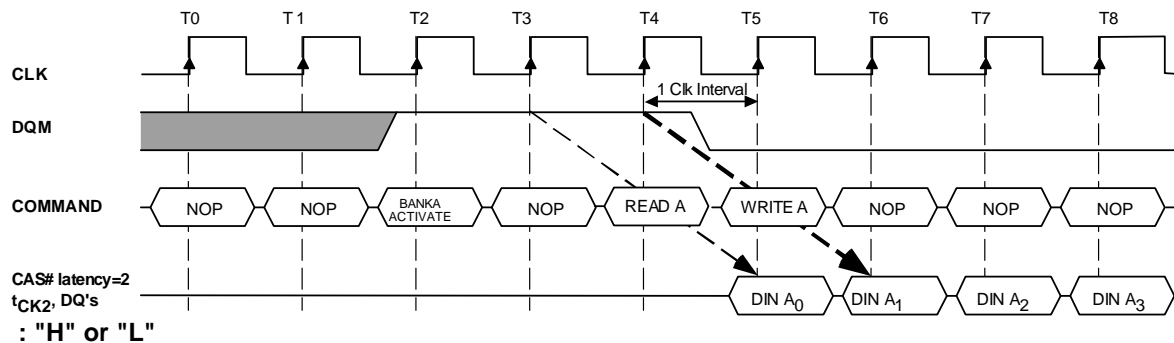 T0 T 1 T2 T3 T4 T5 T6 T7 T8
CLK
1 Clk Interval
DQM
COMMAND NOP NOP BANKA ACTIVATE NOP READ A WRITE A NOP NOP NOP
CAS# latency=2
tCK2, DQ's DIN A0 DIN A1 DIN A2 DIN A3
: "H" or "L"